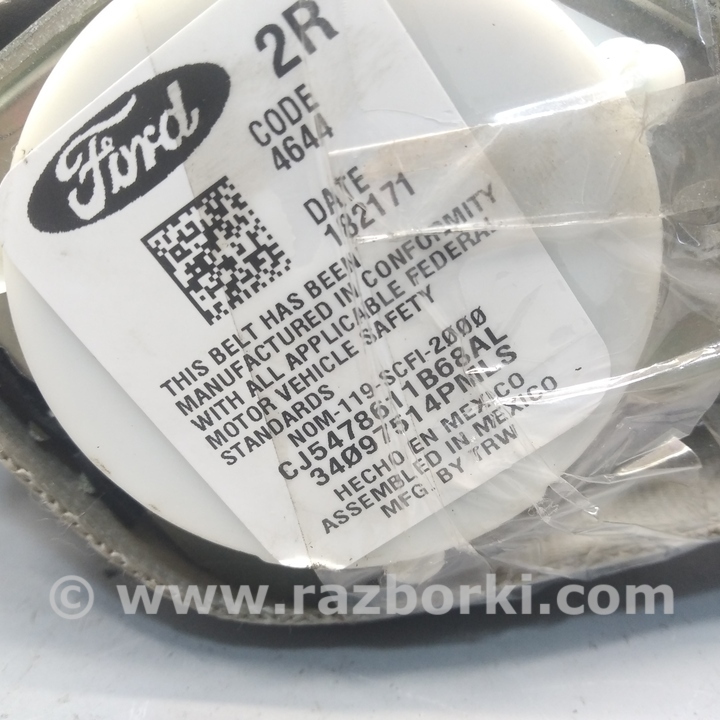 Ford
2R
CODE
4644
DATE
182171
THIS BELT HAS BEEN
MANUFACTURED IN CONFORMITY
WITH ALL APPLICABLE FEDERAL
MOTOR VEHICLE SAFETY
STANDARDS
NOM-119-SCFI-2000
CJ5478611B68AL
34097514PMLS
HECHO EN MEXICO
ASSEMBLED IN MEXICO
MFG. BY TRW
© www.razborki.com